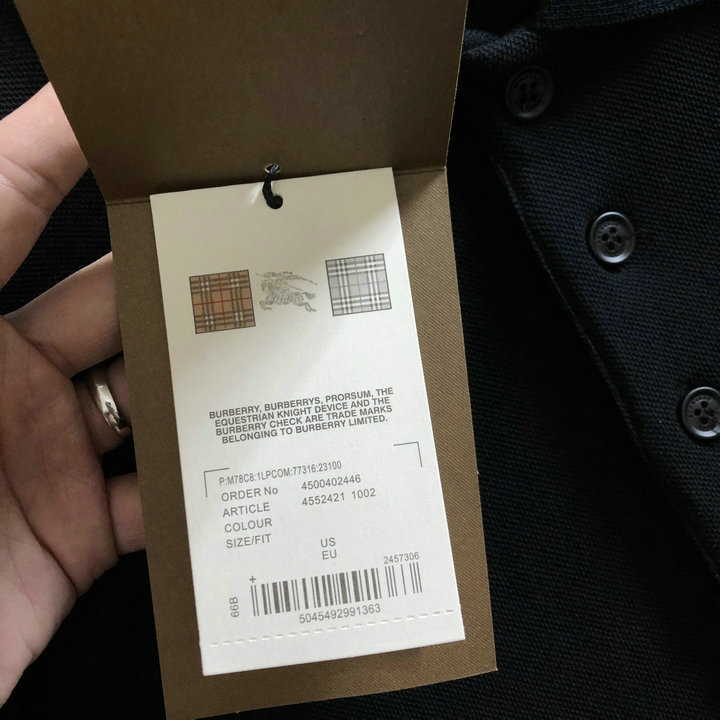 BURBERRY, BURBERRYS, PRORSUM, THE
EQUESTRIAN KNIGHT DEVICE AND THE
BURBERRY CHECK ARE TRADE MARKS
BELONGING TO BURBERRY LIMITED.
P:M78C8:1LPCOM:77316:23100
ORDER No 4500402446
ARTICLE 4552421 1002
COLOUR
SIZE/FIT US
EU
2457306
66B
+
5045492991363